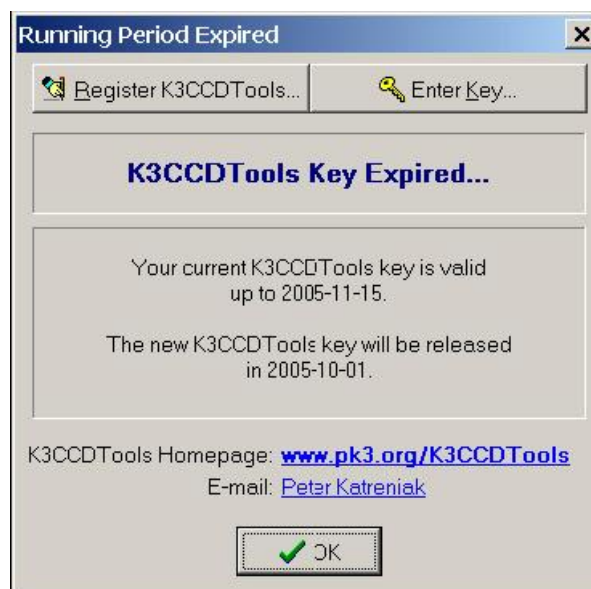 Running Period Expired
Register K3CCDTools...
Enter Key...
K3CCDTools Key Expired...
Your current K3CCDTools key is valid
up to 2005-11-15.
The new K3CCDTools key will be released
in 2005-10-01.
K3CCDTools Homepage: www.pk3.org/K3CCDTools
E-mail: Peter Katreniak
OK